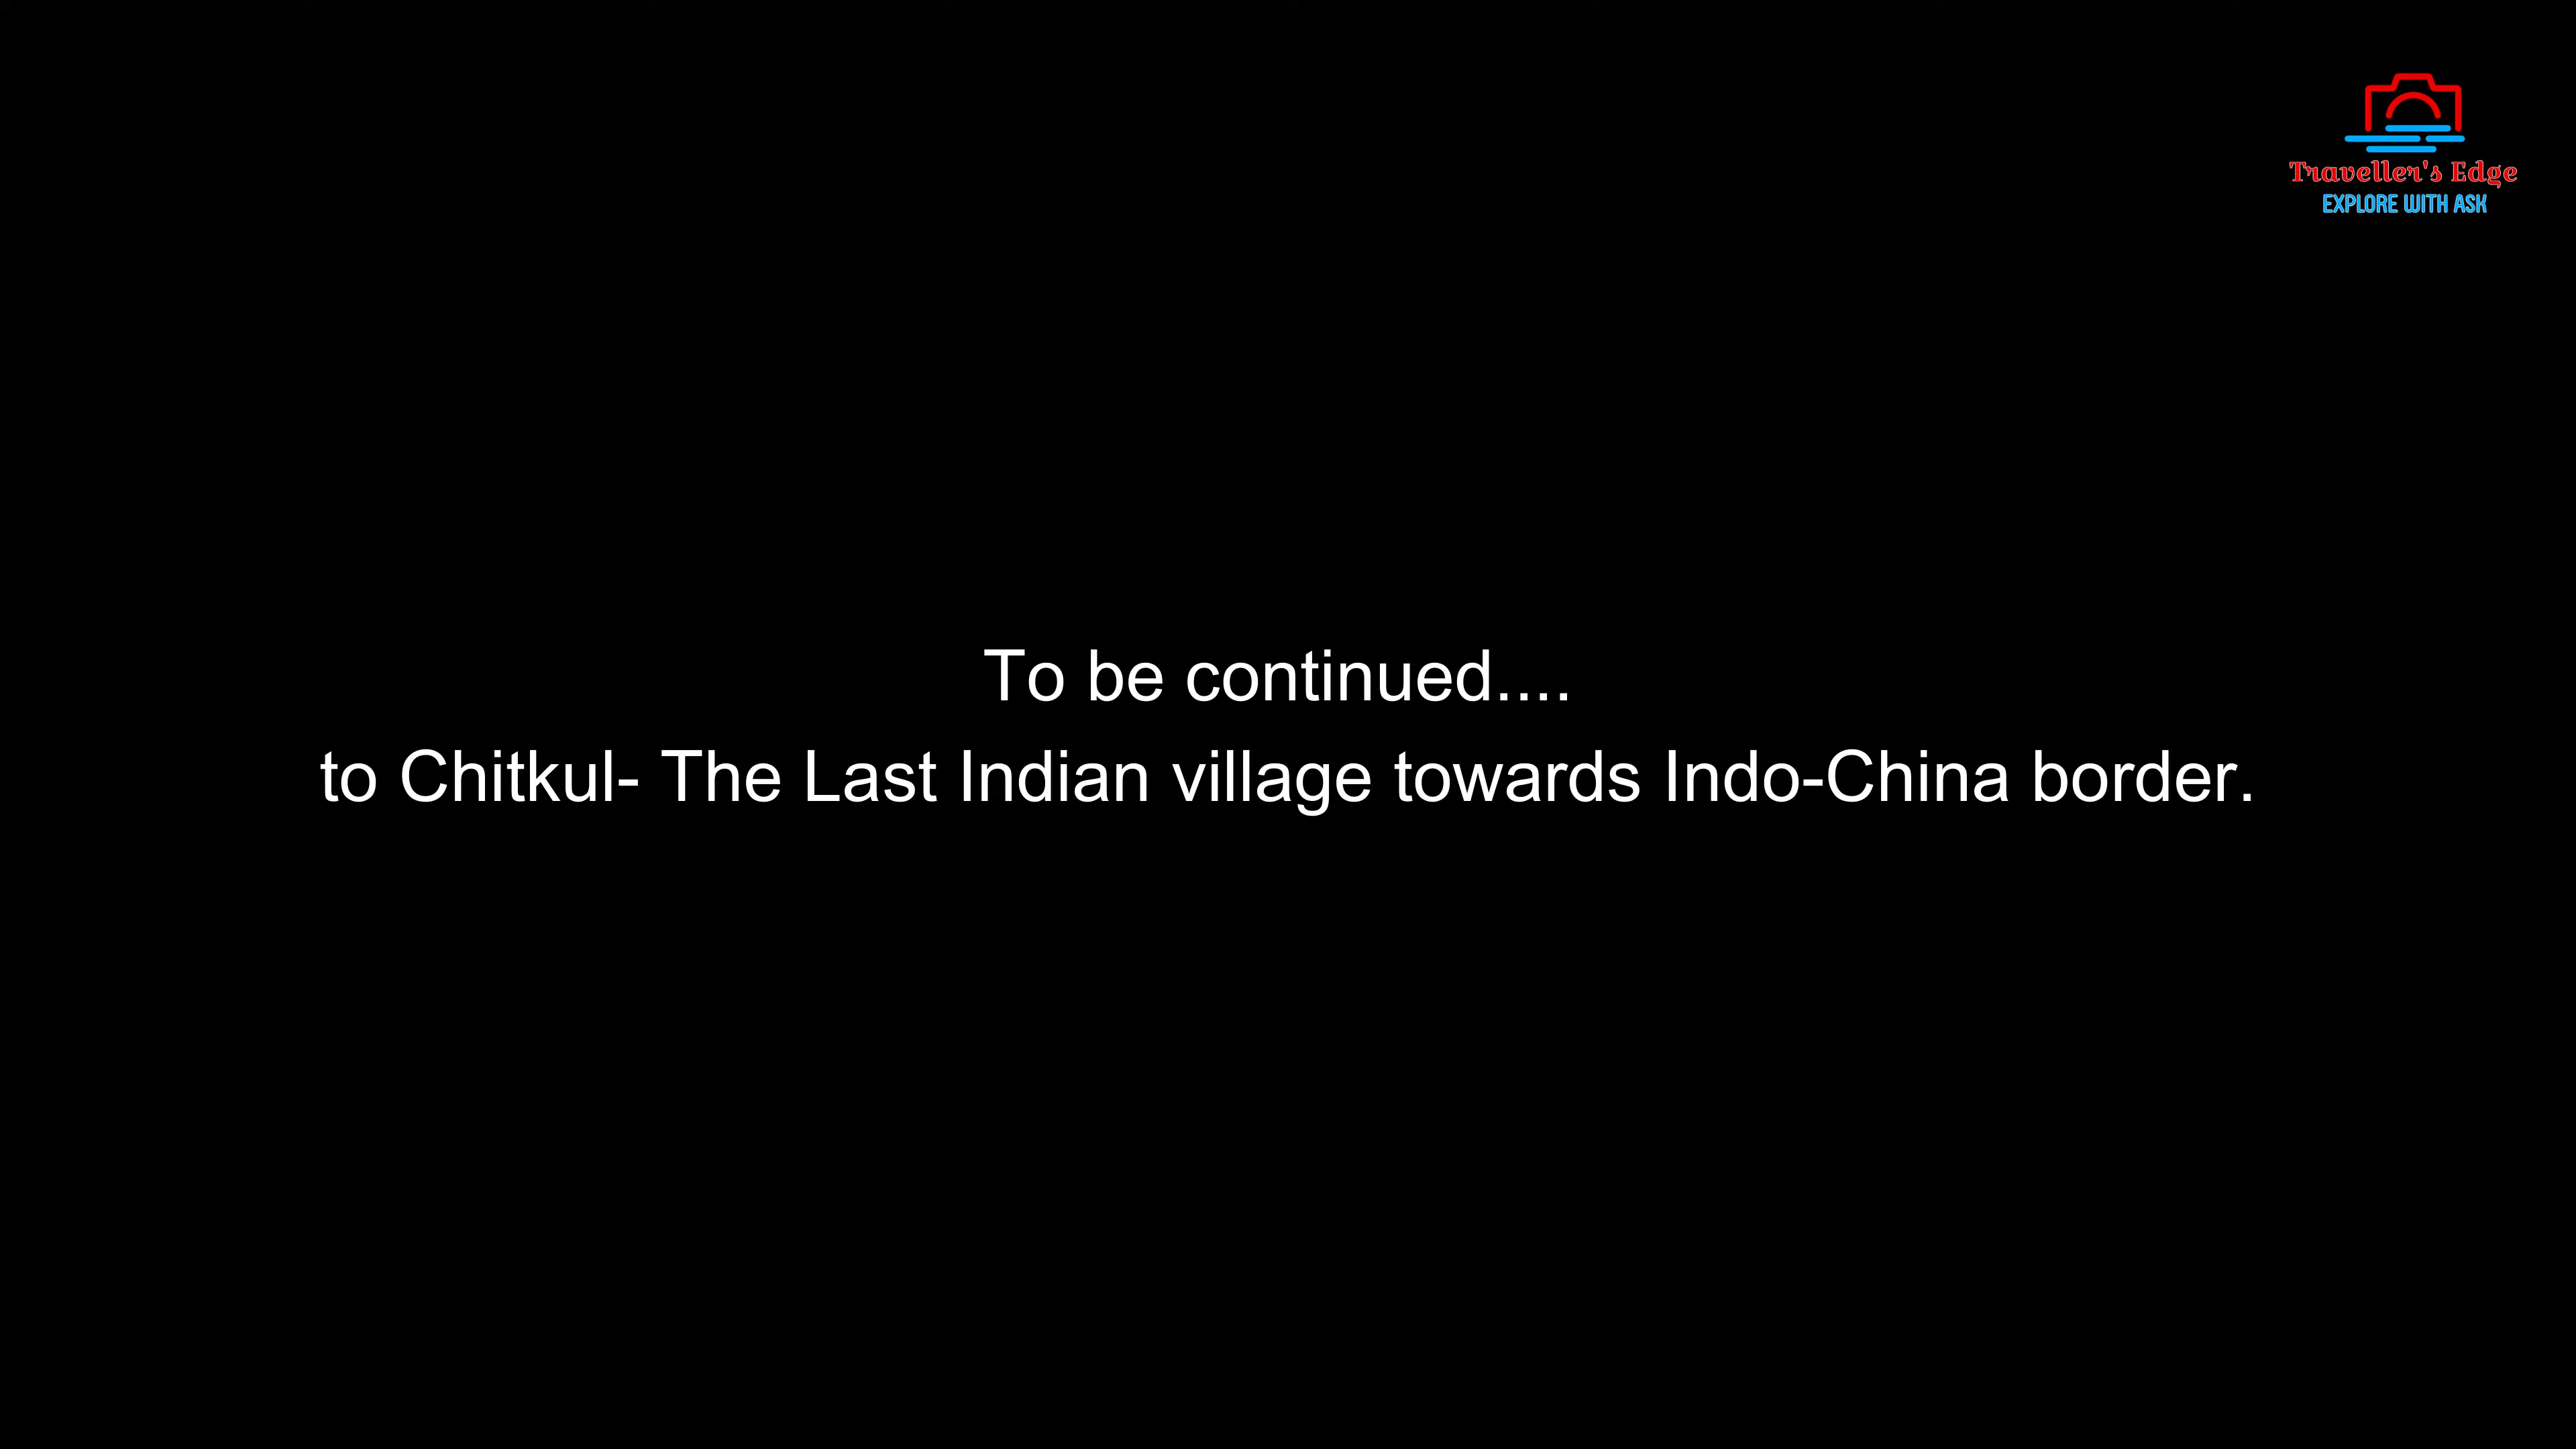 Traveller's Edge
EXPLORE WITH ASK
To be continued....
to Chitkul- The Last Indian village towards Indo-China border.